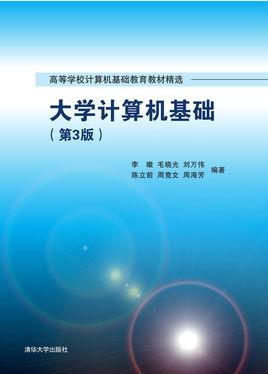 高等学校计算机基础教育教材精选
大学计算机基础
（第3版）
李 暾 毛晓光 刘万伟
陈立前 周竞文 周海芳 编著
清华大学出版社